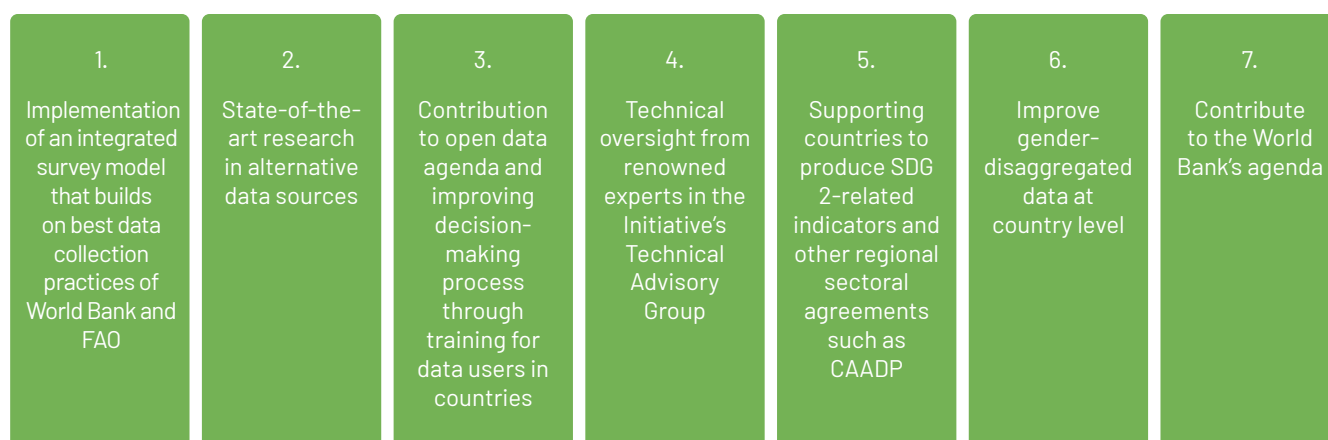 1.
Implementation
of an integrated
survey model
that builds
on best data
collection
practices of
World Bank and
FAO
2.
State-of-the-
art research
in alternative
data sources
3.
Contribution
to open data
agenda and
improving
decision-
making
process
through
training for
data users in
countries
4.
Technical
oversight from
renowned
experts in the
Initiative’s
Technical
Advisory
Group
5.
Supporting
countries to
produce SDG
2-related
indicators and
other regional
sectoral
agreements
such as
CAADP
6.
Improve
gender-
disaggregated
data at
country level
7.
Contribute
to the World
Bank’s agenda